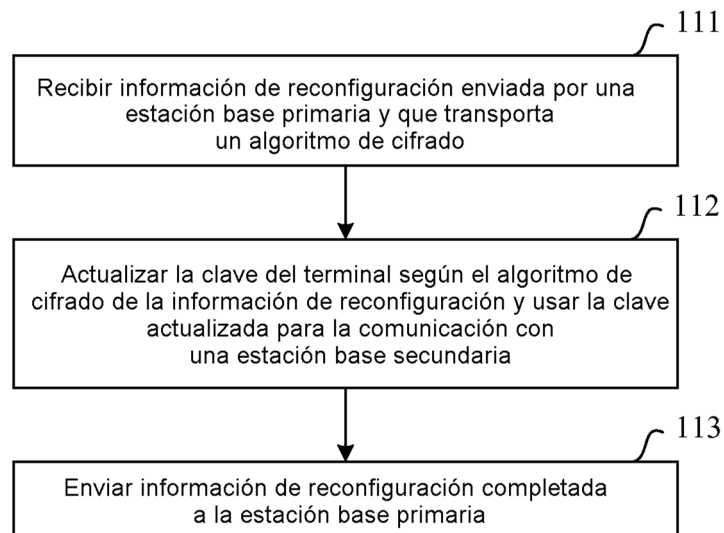 111
Recibir información de reconfiguración enviada por una
estación base primaria y que transporta
un algoritmo de cifrado
112
Actualizar la clave del terminal según el algoritmo de
cifrado de la información de reconfiguración y usar la clave
actualizada para la comunicación con
una estación base secundaria
113
Enviar información de reconfiguración completada
a la estación base primaria